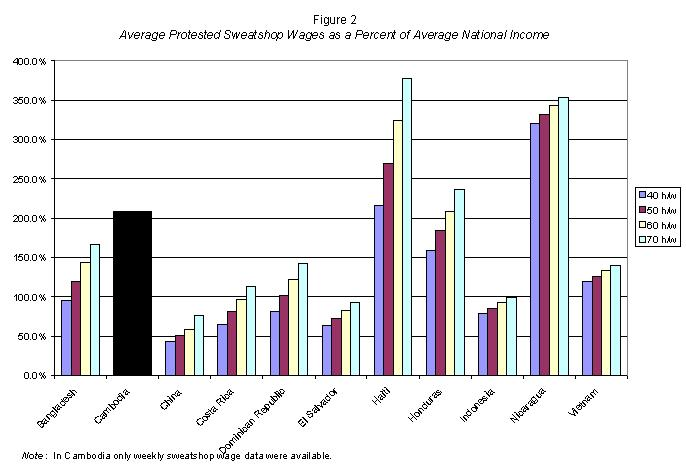 Figure 2
Average Protested Sweatshop Wages as a Percent of Average National Income
400.0%
350.0%
300.0%
250.0%
200.0%
150.0%
100.0%
50.0%
0.0%
40 h/w
50 h/w
60 h/w
70 h/w
Bangladesh
Cambodia
China
Costa Rica
Dominican Republic
El Salvador
Haiti
Honduras
Indonesia
Nicaragua
Vietnam
Note: In Cambodia only weekly sweatshop wage data were available.